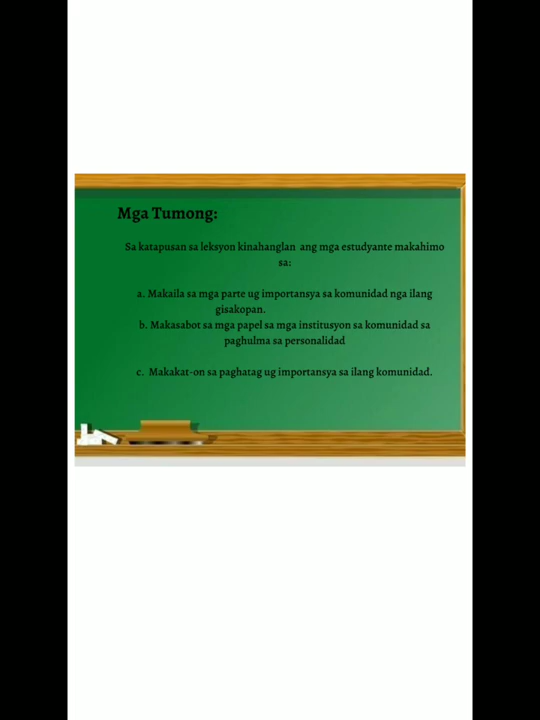 Mga Tumong:
Sa katapusan sa leksyon kinahanglan ang mga estudyante makahimo
sa:
a. Makaila sa mga parte ug importansya sa komunidad nga ilang
gisakopan.
b. Makasabot sa mga papel sa mga institusyon sa komunidad sa
paghulma sa personalidad
c. Makakat-on sa paghatag ug importansya sa ilang komunidad.